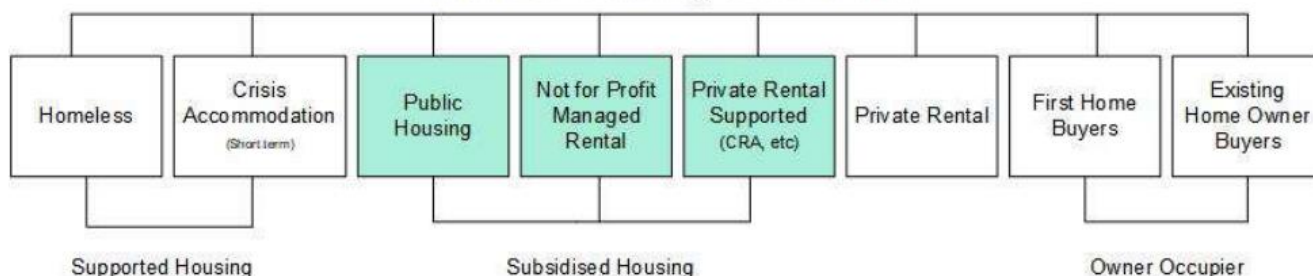 Homeless
Crisis
Accommodation
(Short term)
Public
Housing
Not for Profit
Managed
Rental
Private Rental
Supported
(CRA, etc)
Private Rental
First Home
Buyers
Existing
Home Owner
Buyers
Supported Housing
Subsidised Housing
Owner Occupier